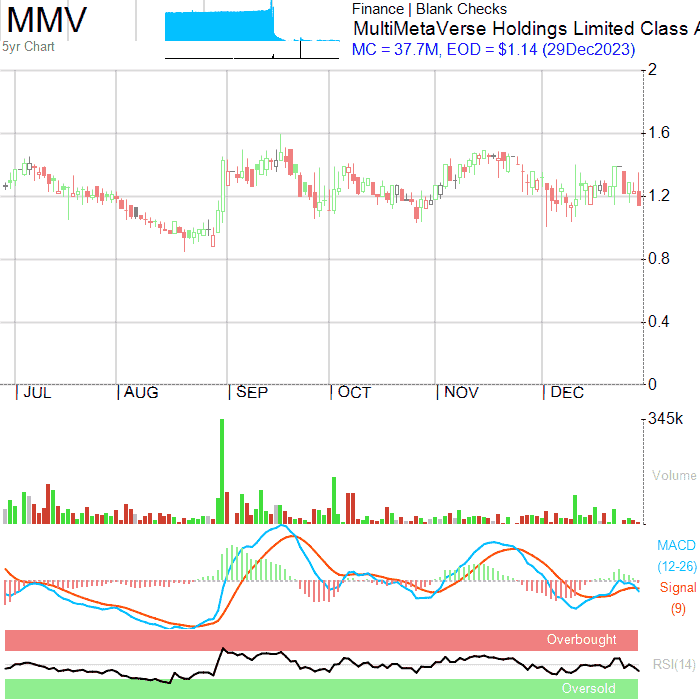 MMV
5yr Chart
Finance | Blank Checks
MultiMetaVerse Holdings Limited Class A
MC = 37.7M, EOD = $1.14 (29Dec2023)
2
1.6
1.2
0.8
0.4
0
JUL AUG SEP OCT NOV DEC
345k
Volume
MACD
(12-26)
Signal
(9)
Overbought
RSI(14)
Oversold